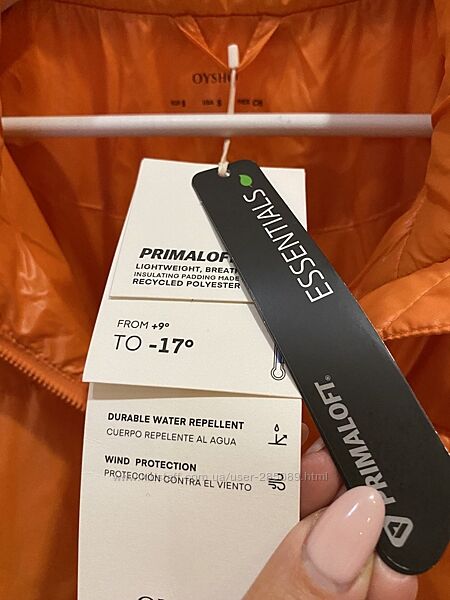 OYSHO
PRIMALOFT
LIGHTWEIGHT, BREATH
INSULATING PADDING MADE
RECYCLED POLYESTER
FROM +9°
TO -17°
DURABLE WATER REPELLENT
CUERPO REPELENTE AL AGUA
WIND PROTECTION
PROTECCIÓN CONTRA EL VIENTO
ESSENTIALS
PRIMALOFT®